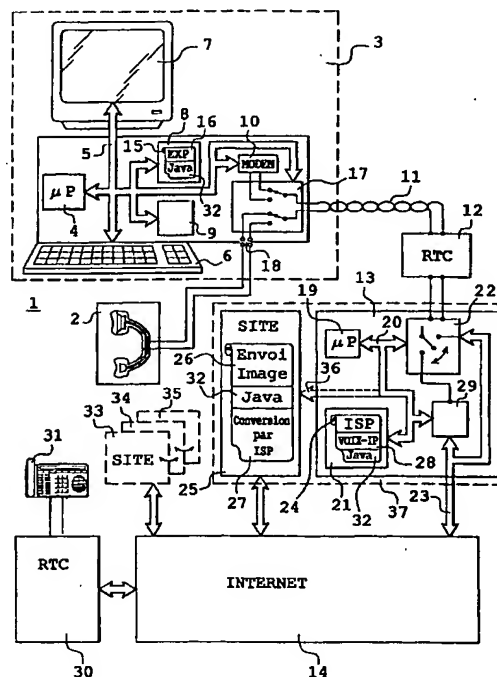 7
3
8
15
16
10
EXP
Java
MODEM
17
5
11
µP
32
12
4
9
RTC
6
18
22
1
2
13
19
20
SITE
µP
36
26
Envoi
Image
29
32
Java
35
34
ISP
31
33
Conversion
par
ISP
24
VOIX-IP
28
SITE
Java
32
25
21
23
27
24
37
RTC
INTERNET
30
14